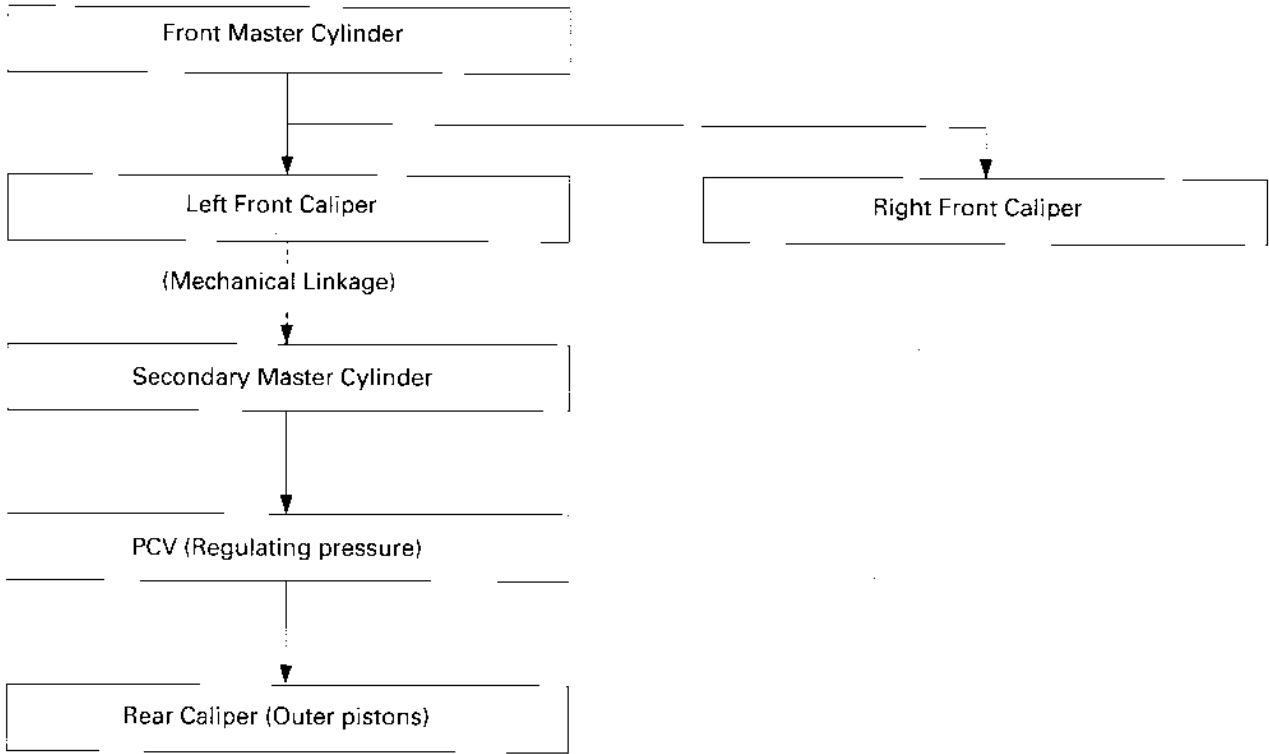 Front Master Cylinder
Left Front Caliper
Right Front Caliper
(Mechanical Linkage)
Secondary Master Cylinder
PCV (Regulating pressure)
Rear Caliper (Outer pistons)